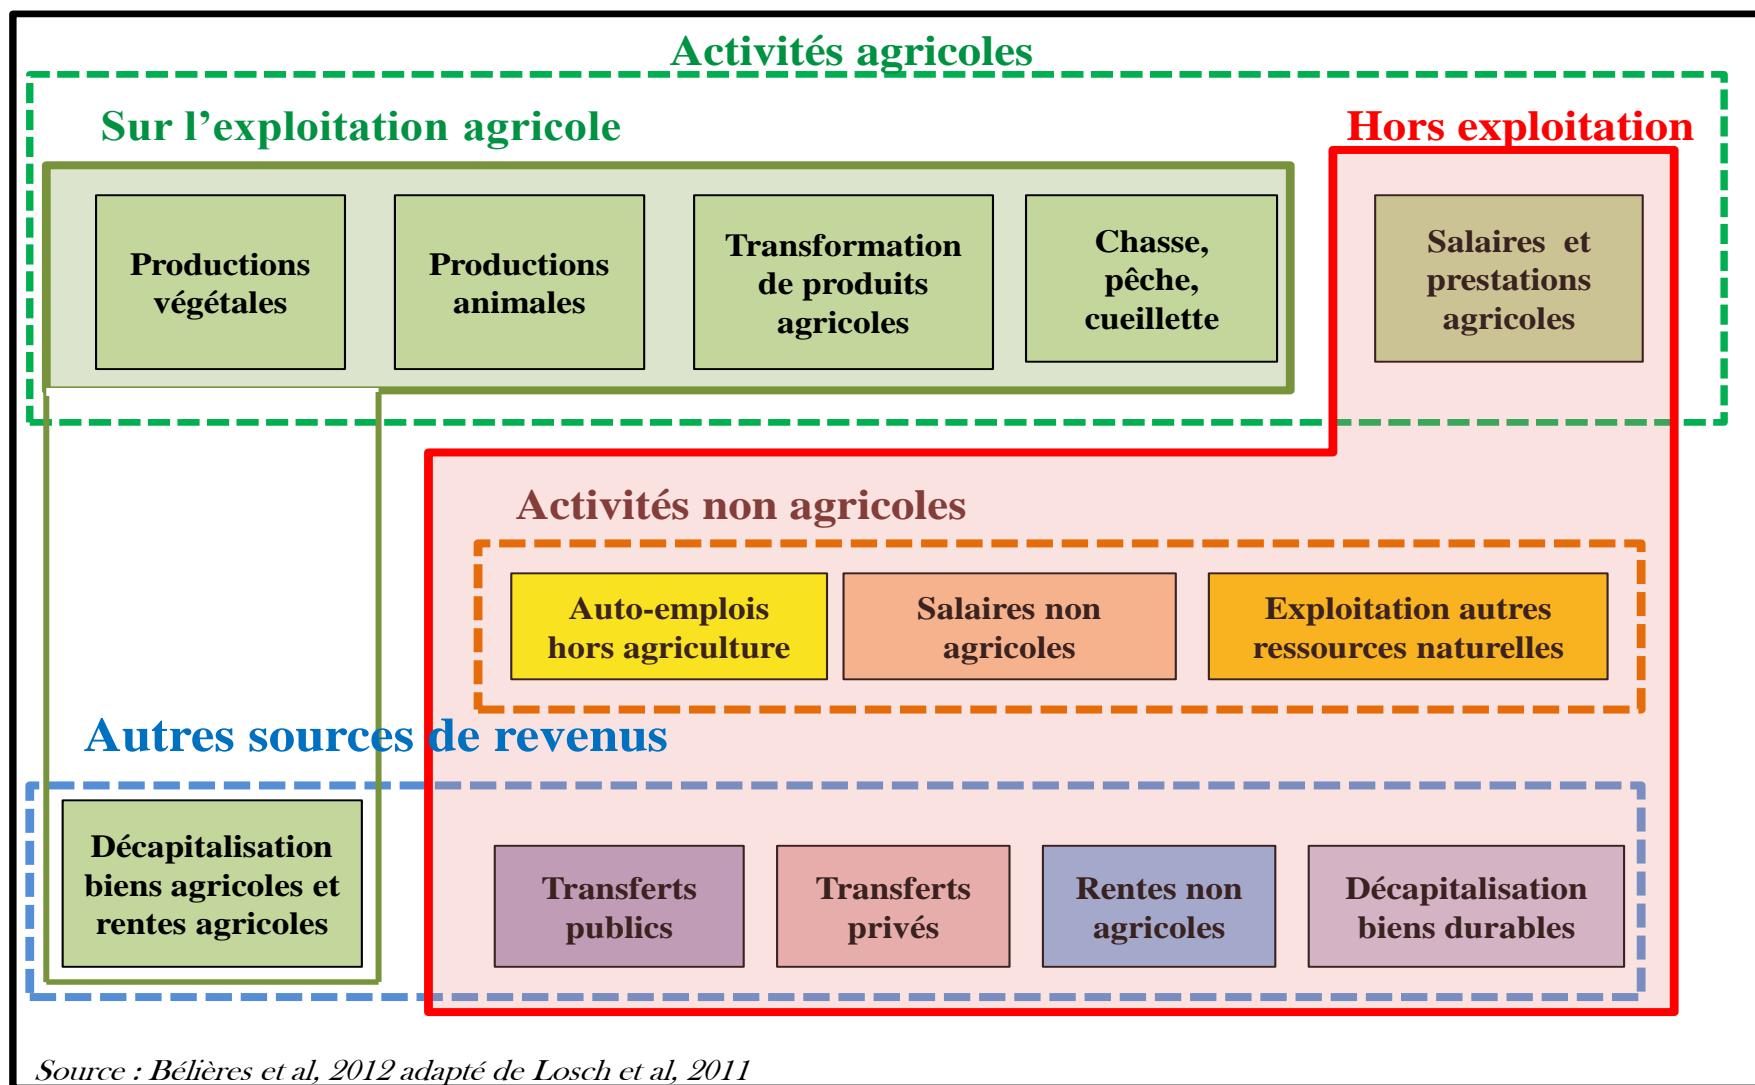 Activités agricoles
Sur l'exploitation agricole
Hors exploitation
Productions
végétales
Productions
animales
Transformation
de produits
agricoles
Chasse,
pêche,
cueillette
Salaires et
prestations
agricoles
Activités non agricoles
Auto-emplois
hors agriculture
Salaires non
agricoles
Exploitation autres
ressources naturelles
Autres sources de revenus
Décapitalisation
biens agricoles et
rentes agricoles
Transferts
publics
Transferts
privés
Rentes non
agricoles
Décapitalisation
biens durables
Source : Bélières et al, 2012 adapté de Losch et al, 2011